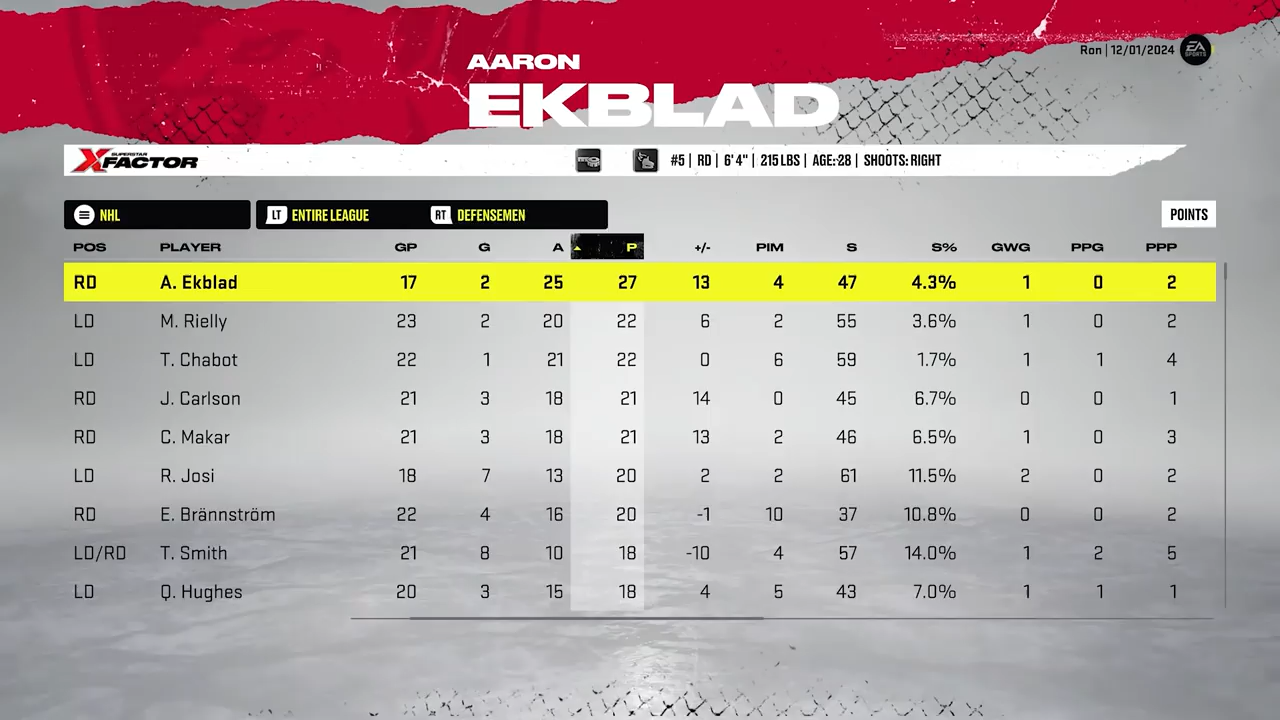 AARON
EKBLAD
Ron | 12/01/2024 EA SPORTS
SUPERSTAR
XFACTOR
#5 | RD | 6' 4" | 215 LBS | AGE: 28 | SHOOTS: RIGHT
NHL LT ENTIRE LEAGUE RT DEFENSEMEN POINTS
POS PLAYER GP G A P +/- PIM S S% GWG PPG PPP
RD A. Ekblad 17 2 25 27 13 4 47 4.3% 1 0 2
LD M. Rielly 23 2 20 22 6 2 55 3.6% 1 0 2
LD T. Chabot 22 1 21 22 0 6 59 1.7% 1 1 4
RD J. Carlson 21 3 18 21 14 0 45 6.7% 0 0 1
RD C. Makar 21 3 18 21 13 2 46 6.5% 1 0 3
LD R. Josi 18 7 13 20 2 2 61 11.5% 2 0 2
RD E. Brännström 22 4 16 20 -1 10 37 10.8% 0 0 2
LD/RD T. Smith 21 8 10 18 -10 4 57 14.0% 1 2 5
LD Q. Hughes 20 3 15 18 4 5 43 7.0% 1 1 1